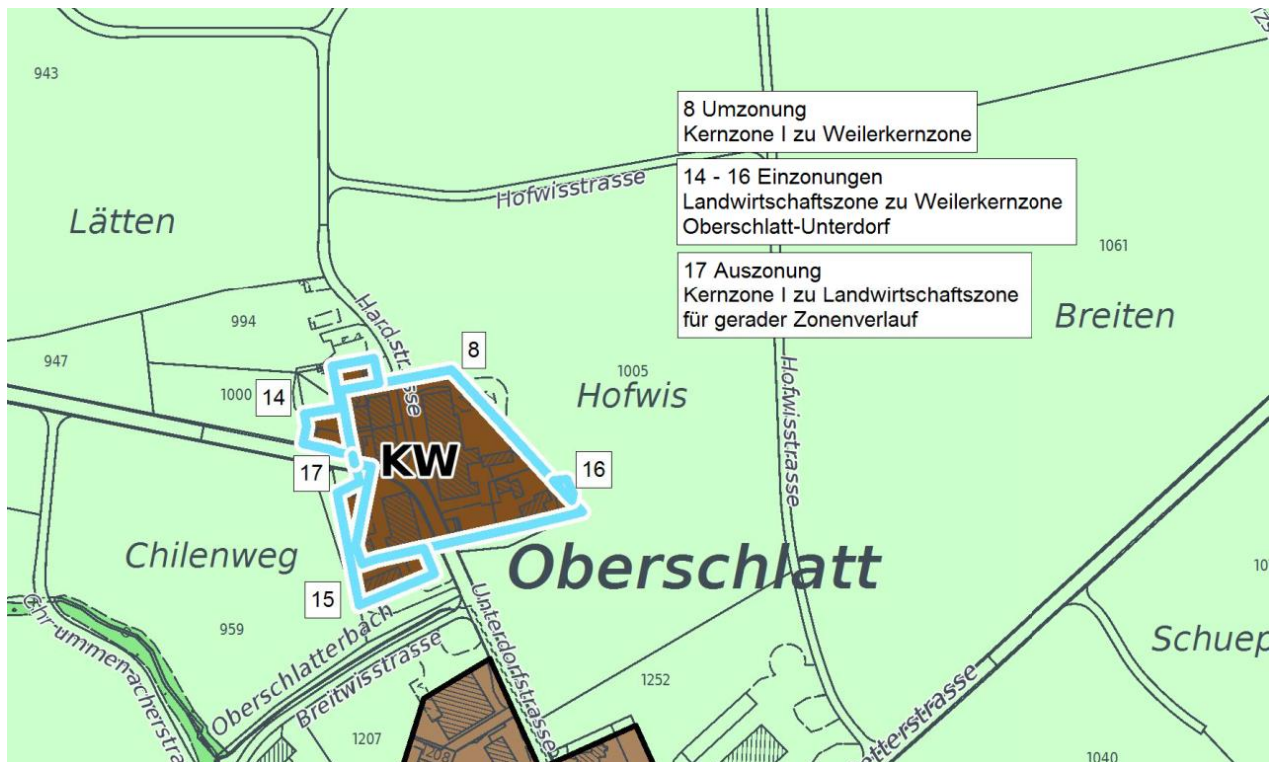 943
8 Umzonung
Kernzone I zu Weilerkernzone
Hofwisstrasse
14 - 16 Einzonungen
Landwirtschaftszone zu Weilerkernzone
Oberschlatt-Unterdorf
Lätten
1061
17 Auszonung
Kernzone I zu Landwirtschaftszone
für gerader Zonenverlauf
Breiten
994
Hardstrasse
947
8
1005
Hofwis
1000
14
Hofwisstrasse
KW
17
16
Chilenweg
Oberschlatt
15
959
Oberschlatterbach
Unterdorfstrasse
Breitwisstrasse
Schuep
1252
1207
208
1040